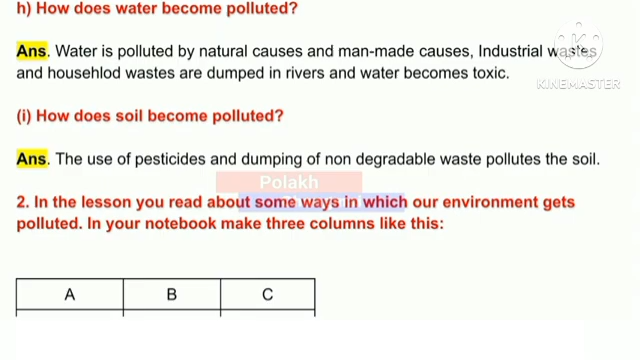 h) How does water become polluted?
Ans. Water is polluted by natural causes and man-made causes, Industrial wastes
and househlod wastes are dumped in rivers and water becomes toxic.
KINEMASTER
(i) How does soil become polluted?
Ans. The use of pesticides and dumping of non degradable waste pollutes the soil.
Polakh
2. In the lesson you read about some ways in which our environment gets
polluted. In your notebook make three columns like this:
A B C